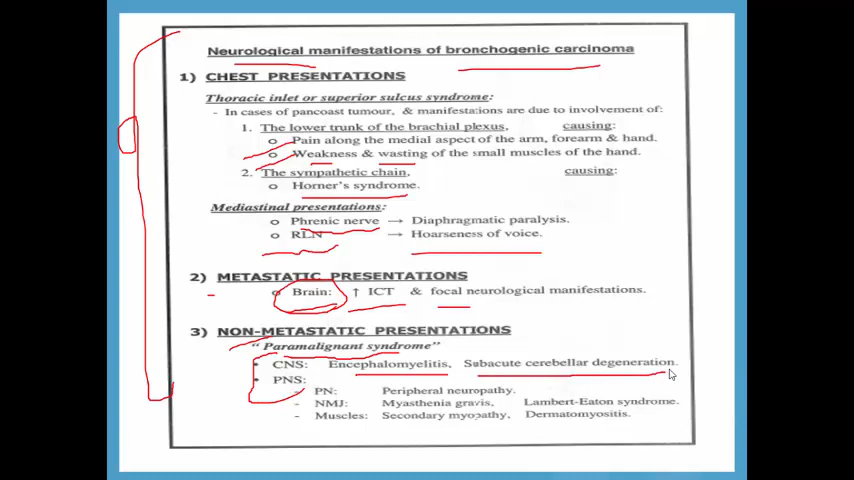 Neurological manifestations of bronchogenic carcinoma
1) CHEST PRESENTATIONS
Thoracic inlet or superior sulcus syndrome:
- In cases of pancoast tumour, & manifestations are due to involvement of:
1. The lower trunk of the brachial plexus, causing:
o Pain along the medial aspect of the arm, forearm & hand.
o Weakness & wasting of the small muscles of the hand.
2. The sympathetic chain, causing:
o Horner's syndrome.
Mediastinal presentations:
o Phrenic nerve → Diaphragmatic paralysis.
o RLN → Hoarseness of voice.
2) METASTATIC PRESENTATIONS
o Brain: ↑ ICT & focal neurological manifestations.
3) NON-METASTATIC PRESENTATIONS
" Paramalignant syndrome"
• CNS: Encephalomyelitis, Subacute cerebellar degeneration.
• PNS:
- PN: Peripheral neuropathy.
- NMJ: Myasthenia gravis, Lambert-Eaton syndrome.
- Muscles: Secondary myopathy, Dermatomyositis.